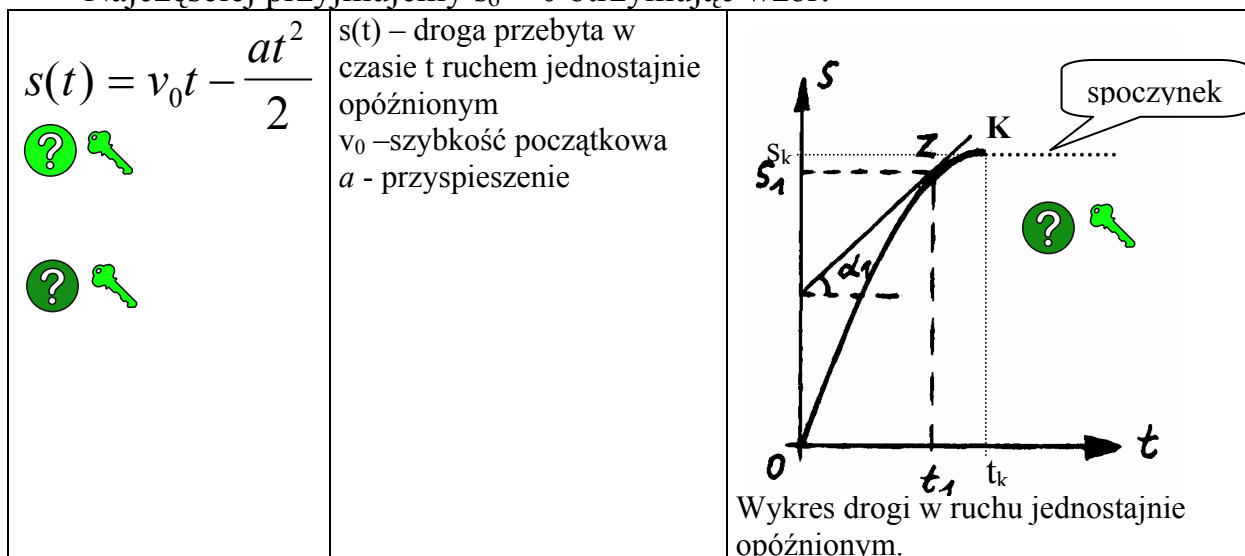 s(t) = v₀t − at²/2
s(t) – droga przebyta w
czasie t ruchem jednostajnie
opóźnionym
v₀ –szybkość początkowa
a - przyspieszenie
S
spoczynek
K
Z
sₖ
S₁
α₁
0
t₁
tₖ
t
Wykres drogi w ruchu jednostajnie
opóźnionym.